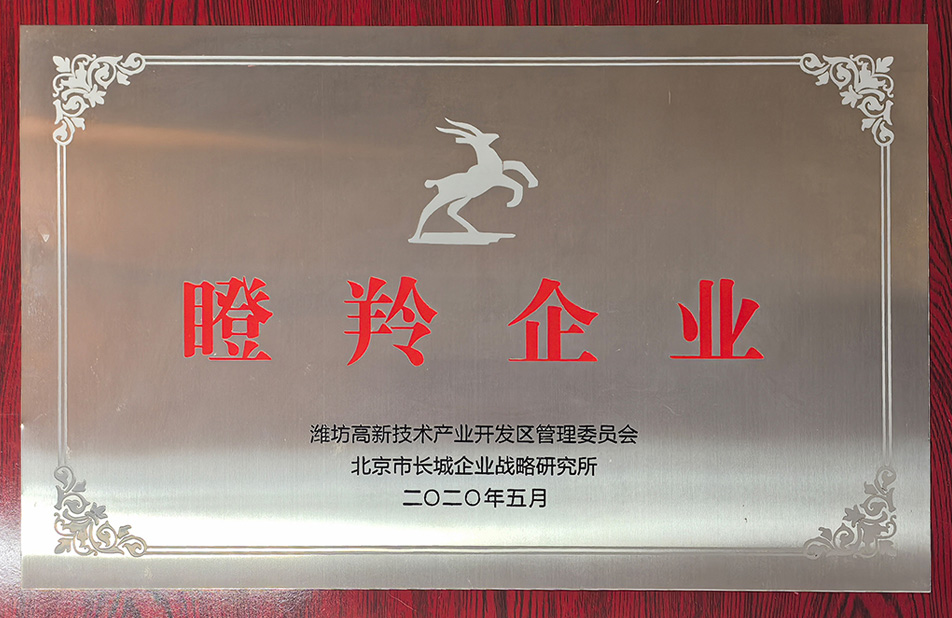 瞪羚企业
潍坊高新技术产业开发区管理委员会
北京市长城企业战略研究所
二〇二〇年五月